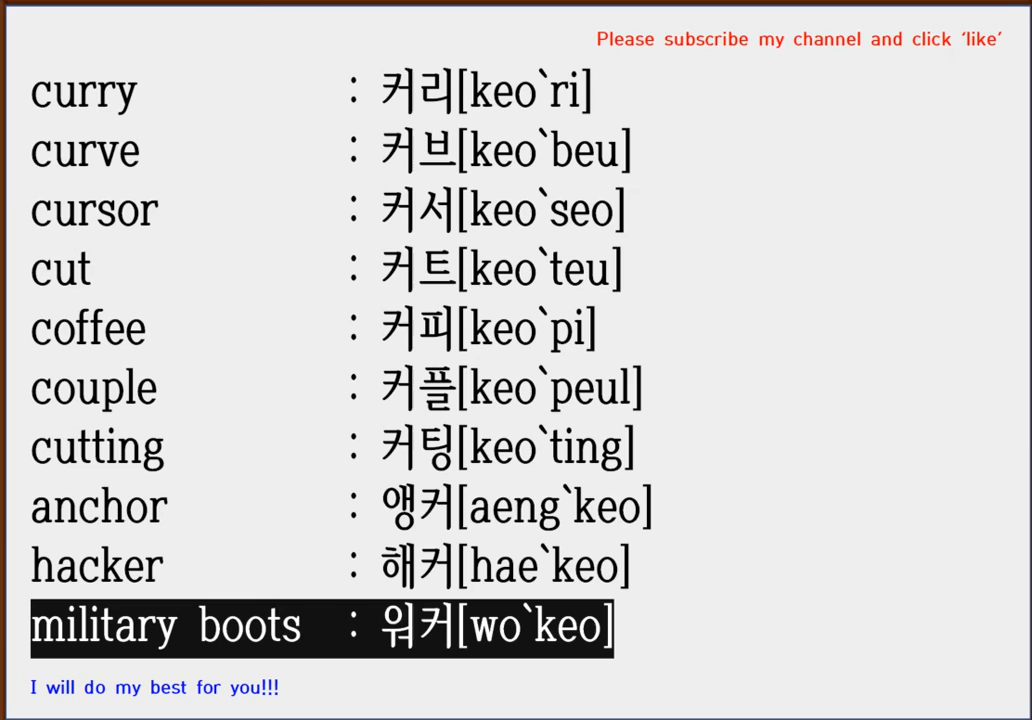 Please subscribe my channel and click ‘like’
curry : 커리[keo`ri]
curve : 커브[keo`beu]
cursor : 커서[keo`seo]
cut : 커트[keo`teu]
coffee : 커피[keo`pi]
couple : 커플[keo`peul]
cutting : 커팅[keo`ting]
anchor : 앵커[aeng`keo]
hacker : 해커[hae`keo]
military boots : 워커[wo`keo]
I will do my best for you!!!